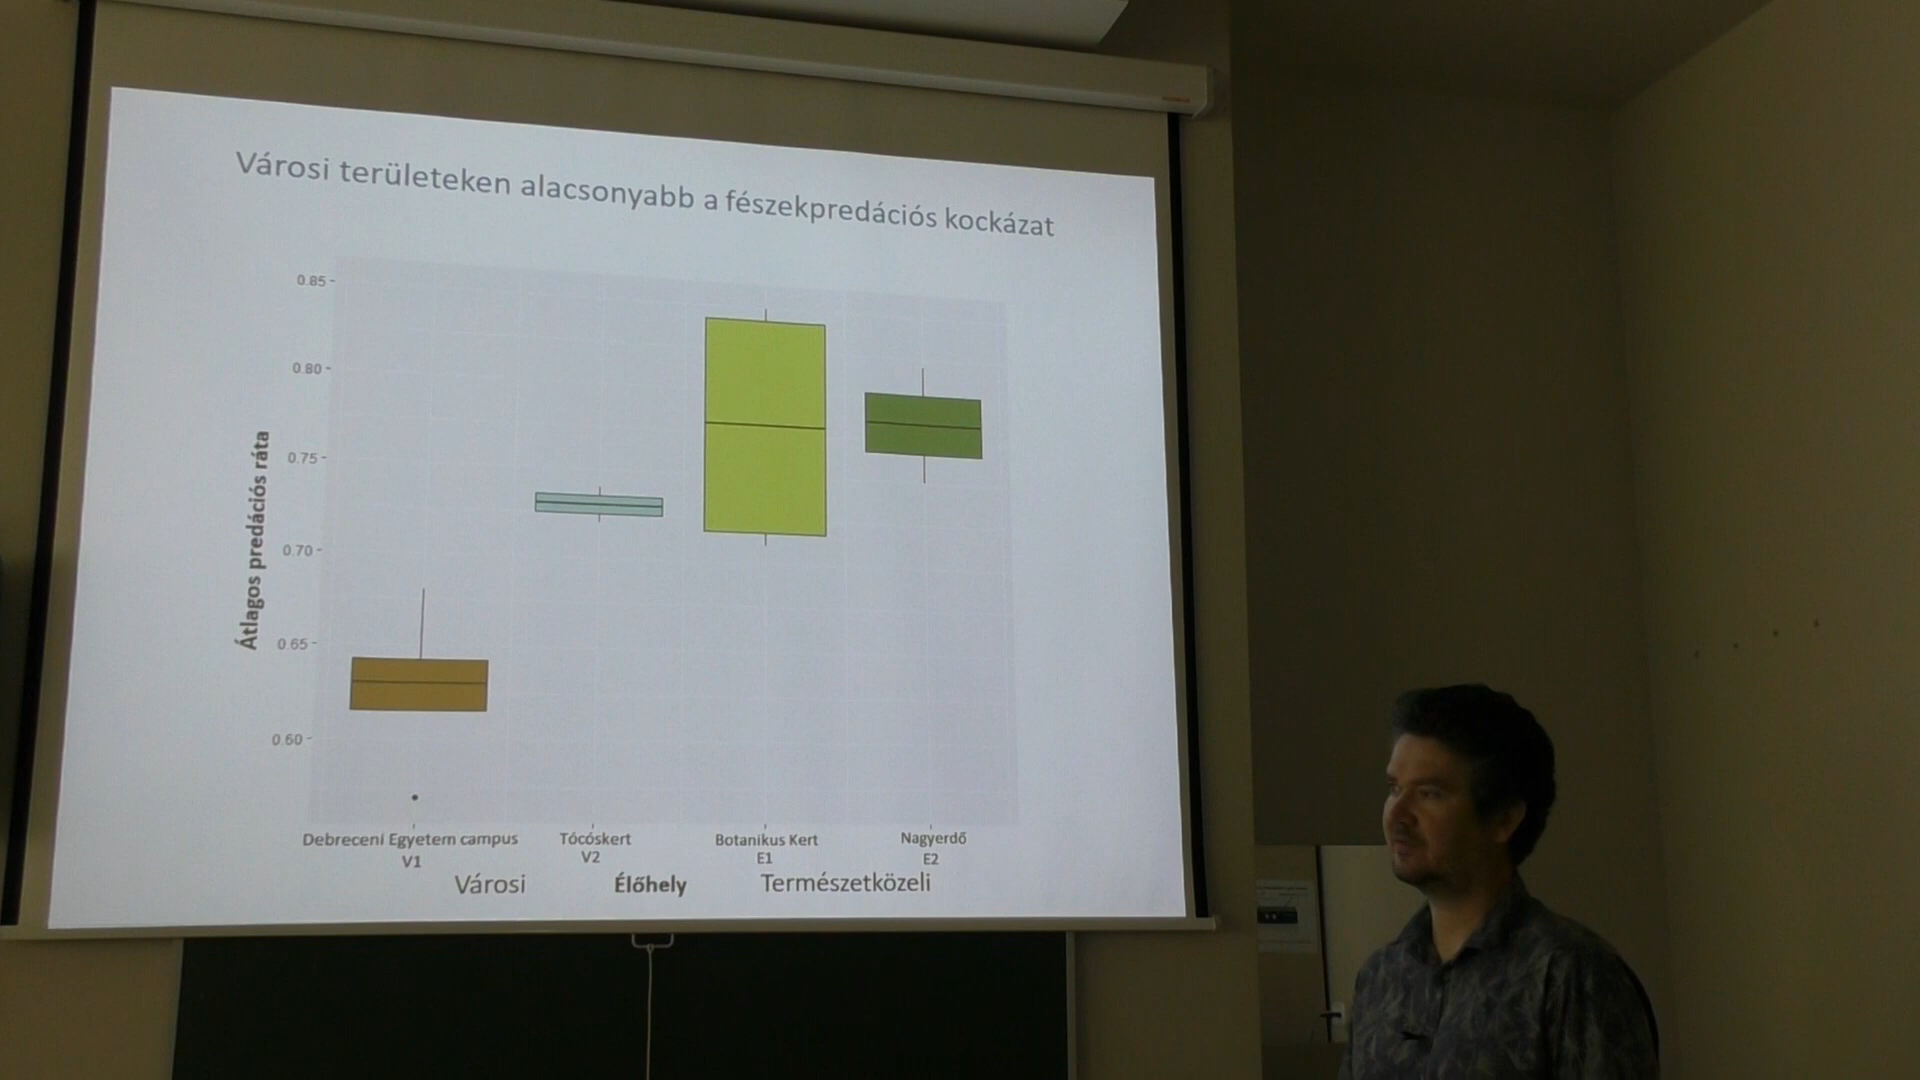 Városi területeken alacsonyabb a fészekpredációs kockázat
0.85
0.80
0.75
0.70
0.65
0.60
Átlagos predációs ráta
Debreceni Egyetem campus
V1
Tócóskert
V2
Botanikus Kert
E1
Nagyerdő
E2
Városi
Élőhely
Természetközeli